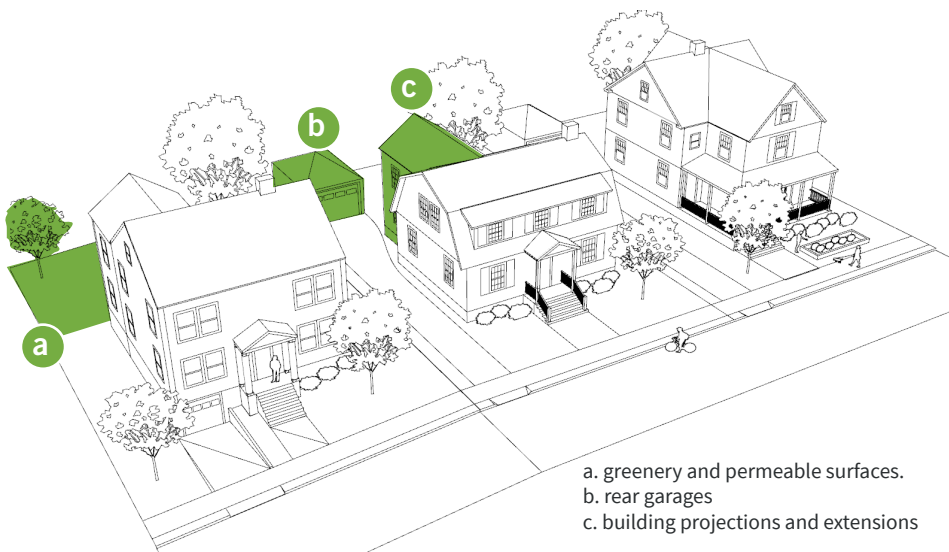 b
c
a
a. greenery and permeable surfaces.
b. rear garages
c. building projections and extensions